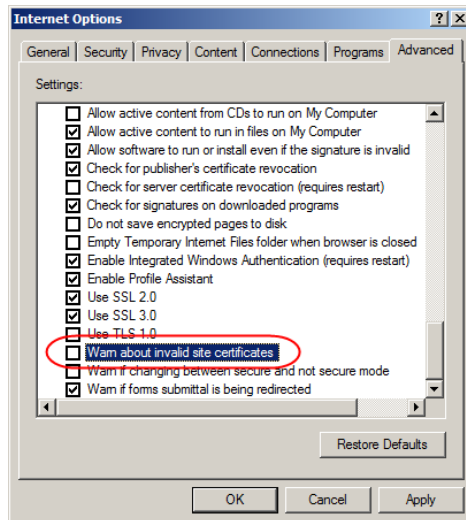 Internet Options
General Security Privacy Content Connections Programs Advanced
Settings:
Allow active content from CDs to run on My Computer
Allow active content to run in files on My Computer
Allow software to run or install even if the signature is invalid
Check for publisher's certificate revocation
Check for server certificate revocation (requires restart)
Check for signatures on downloaded programs
Do not save encrypted pages to disk
Empty Temporary Internet Files folder when browser is closed
Enable Integrated Windows Authentication (requires restart)
Enable Profile Assistant
Use SSL 2.0
Use SSL 3.0
Use TLS 1.0
Warn about invalid site certificates
Warn if changing between secure and not secure mode
Warn if forms submittal is being redirected
Restore Defaults
OK Cancel Apply